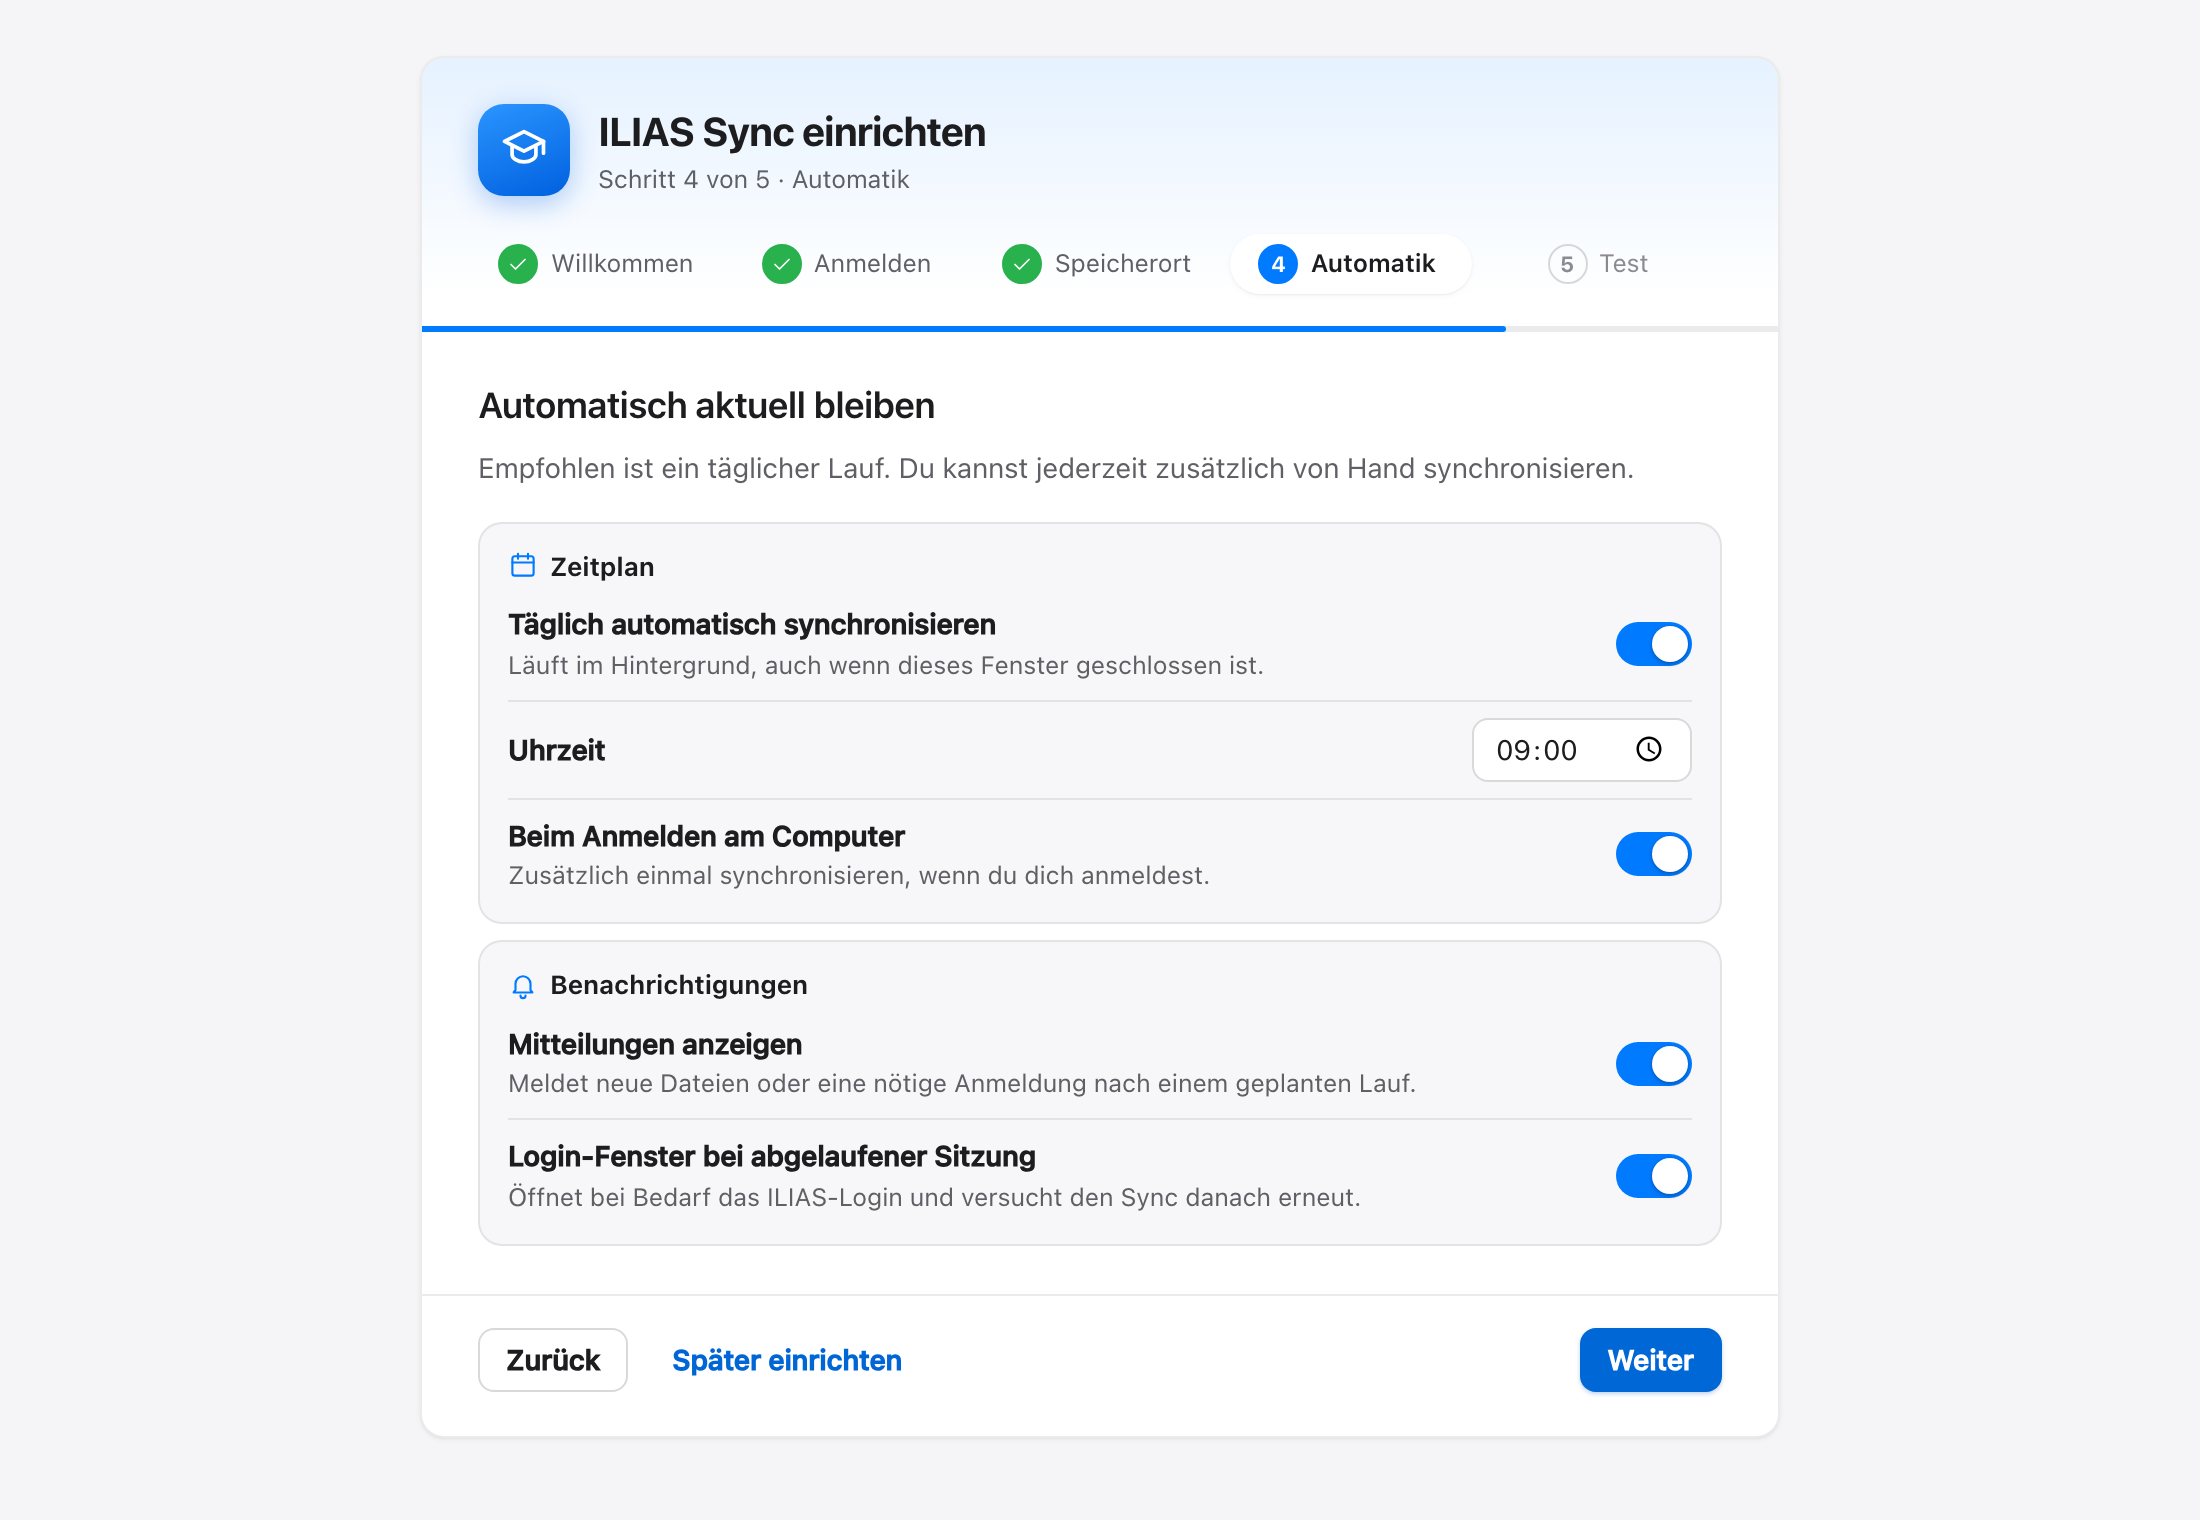 ILIAS Sync einrichten
Schritt 4 von 5 · Automatik
Willkommen
Anmelden
Speicherort
4 Automatik
5 Test
Automatisch aktuell bleiben
Empfohlen ist ein täglicher Lauf. Du kannst jederzeit zusätzlich von Hand synchronisieren.
Zeitplan
Täglich automatisch synchronisieren
Läuft im Hintergrund, auch wenn dieses Fenster geschlossen ist.
Uhrzeit
09:00
Beim Anmelden am Computer
Zusätzlich einmal synchronisieren, wenn du dich anmeldest.
Benachrichtigungen
Mitteilungen anzeigen
Meldet neue Dateien oder eine nötige Anmeldung nach einem geplanten Lauf.
Login-Fenster bei abgelaufener Sitzung
Öffnet bei Bedarf das ILIAS-Login und versucht den Sync danach erneut.
Zurück
Später einrichten
Weiter